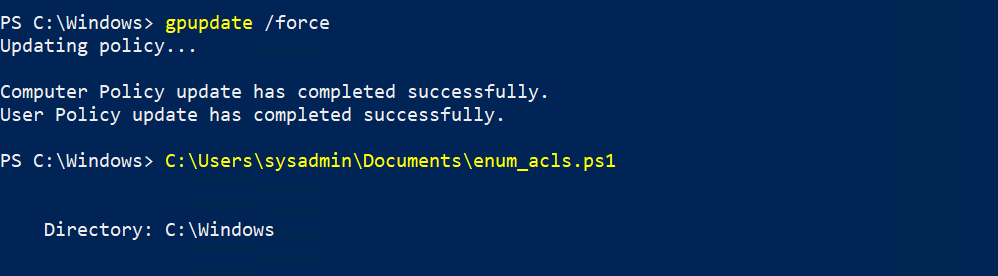 PS C:\Windows> gpupdate /force
Updating policy...
Computer Policy update has completed successfully.
User Policy update has completed successfully.
PS C:\Windows> C:\Users\sysadmin\Documents\enum_acls.ps1
Directory: C:\Windows